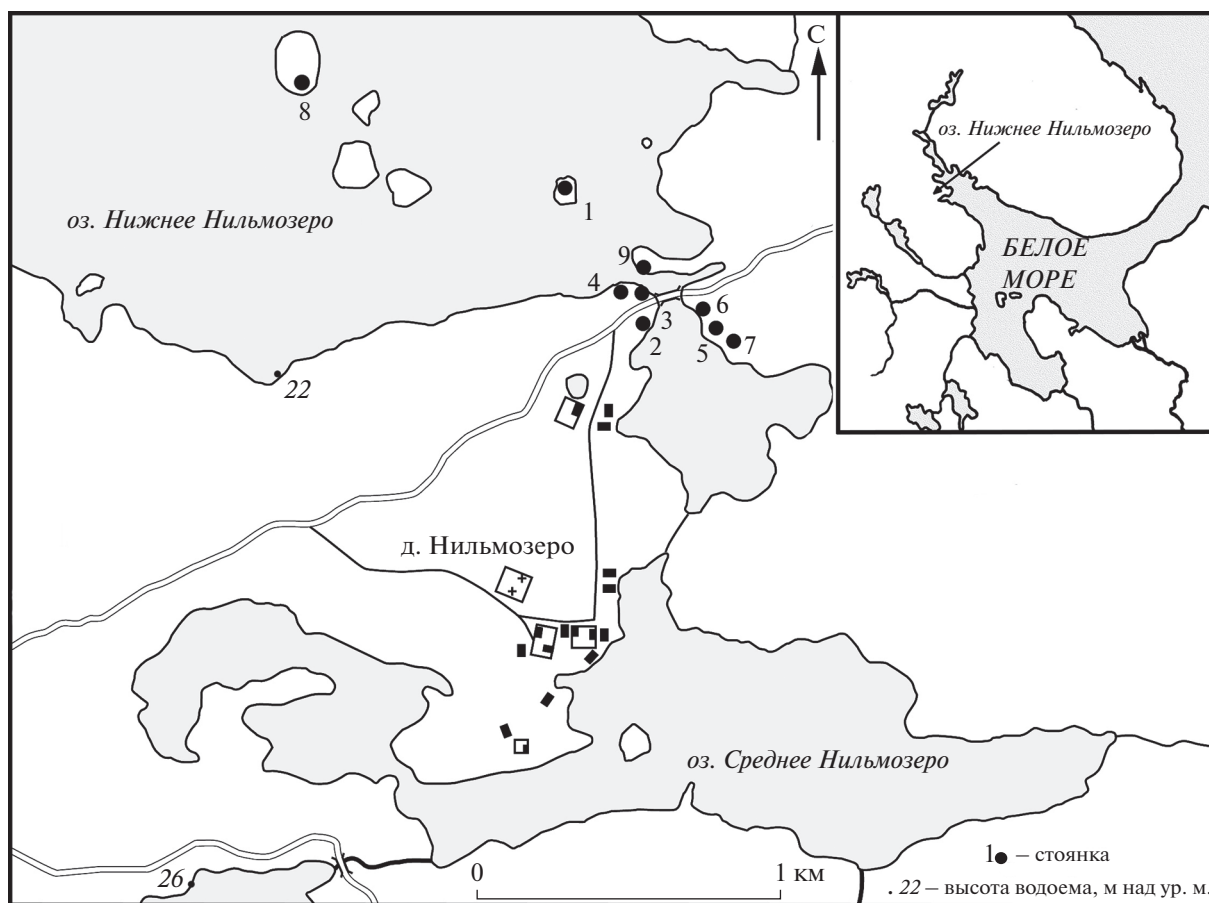 С
8
оз. Нижнее Нильмозеро
1
оз. Нижнее Нильмозеро
БЕЛОЕ
МОРЕ
9
4
6
3
2
5
7
22
д. Нильмозеро
оз. Среднее Нильмозеро
26
0
1 км
1 – стоянка
. 22 – высота водоема, м над ур. м.